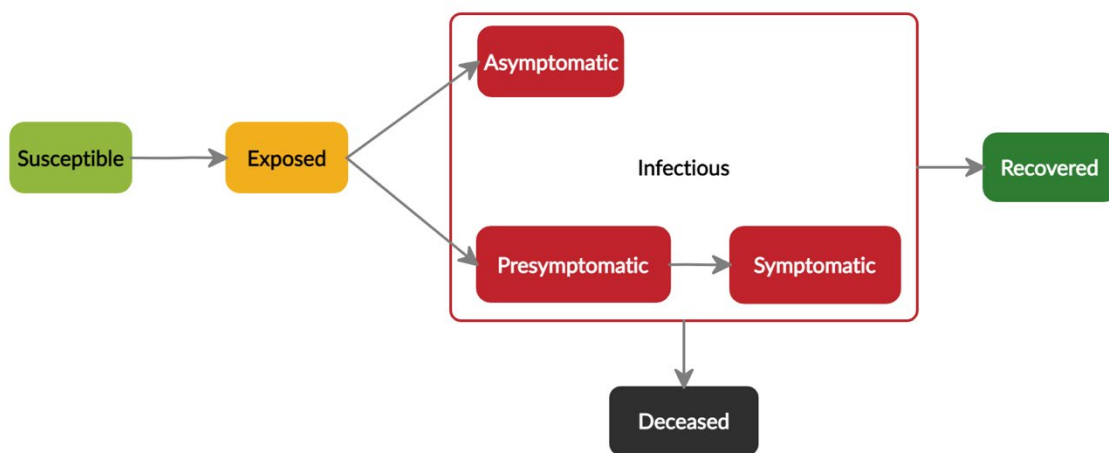 Asymptomatic
Susceptible
Exposed
Infectious
Recovered
Presymptomatic
Symptomatic
Deceased